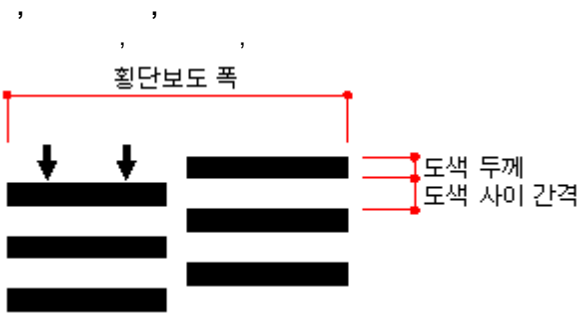 , ,
, ,
횡단보도 폭
도색 두께
도색 사이 간격